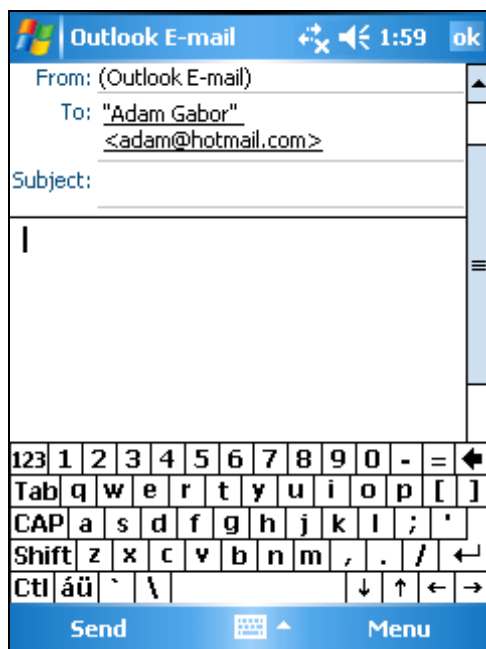 Outlook E-mail 1:59 ok
From: (Outlook E-mail)
To: "Adam Gabor"
<adam@hotmail.com>
Subject:
123 1 2 3 4 5 6 7 8 9 0 - =
Tab q w e r t y u i o p [ ]
CAP a s d f g h j k l ; '
Shift z x c v b n m , . /
Ctl áü ` \ ↓ ↑ ← →
Send Menu